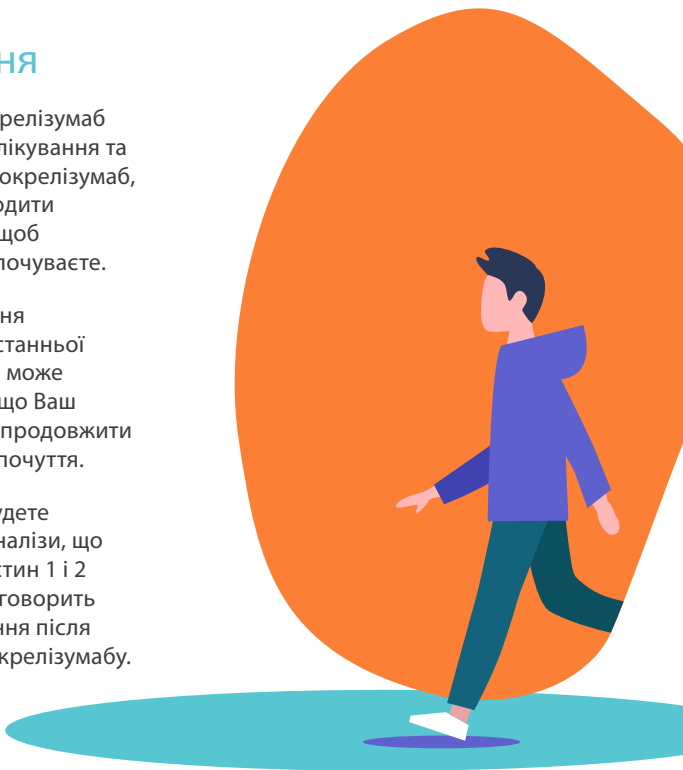 ня
релізумаб
лікування та
окрелізумаб,
одити
щоб
почуваєте.
ня
станньої
може
що Ваш
продовжити
почуття.
удете
налізи, що
стин 1 і 2
говорить
ння після
крелізумабу.